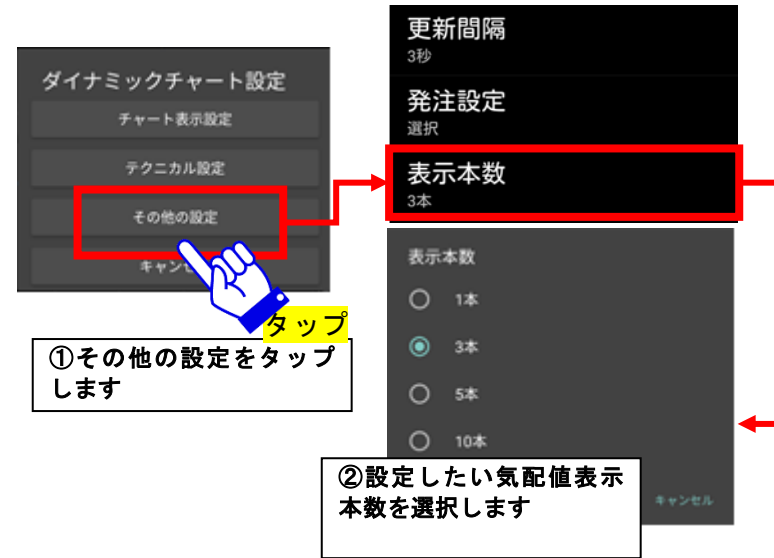 ダイナミックチャート設定
チャート表示設定
テクニカル設定
その他の設定
キャンセ
タップ
①その他の設定をタップ
します
更新間隔
3秒
発注設定
選択
表示本数
3本
表示本数
1本
3本
5本
10本
キャンセル
②設定したい気配値表示
本数を選択します